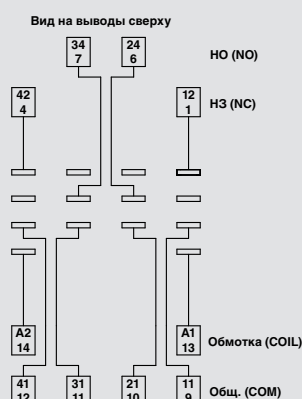 Вид на выводы сверху
34 24
7 6
НО (NO)
42 12
4 1
НЗ (NC)
A2 A1
14 13
Обмотка (COIL)
41 31 21 11
12 11 10 9
Общ. (COM)